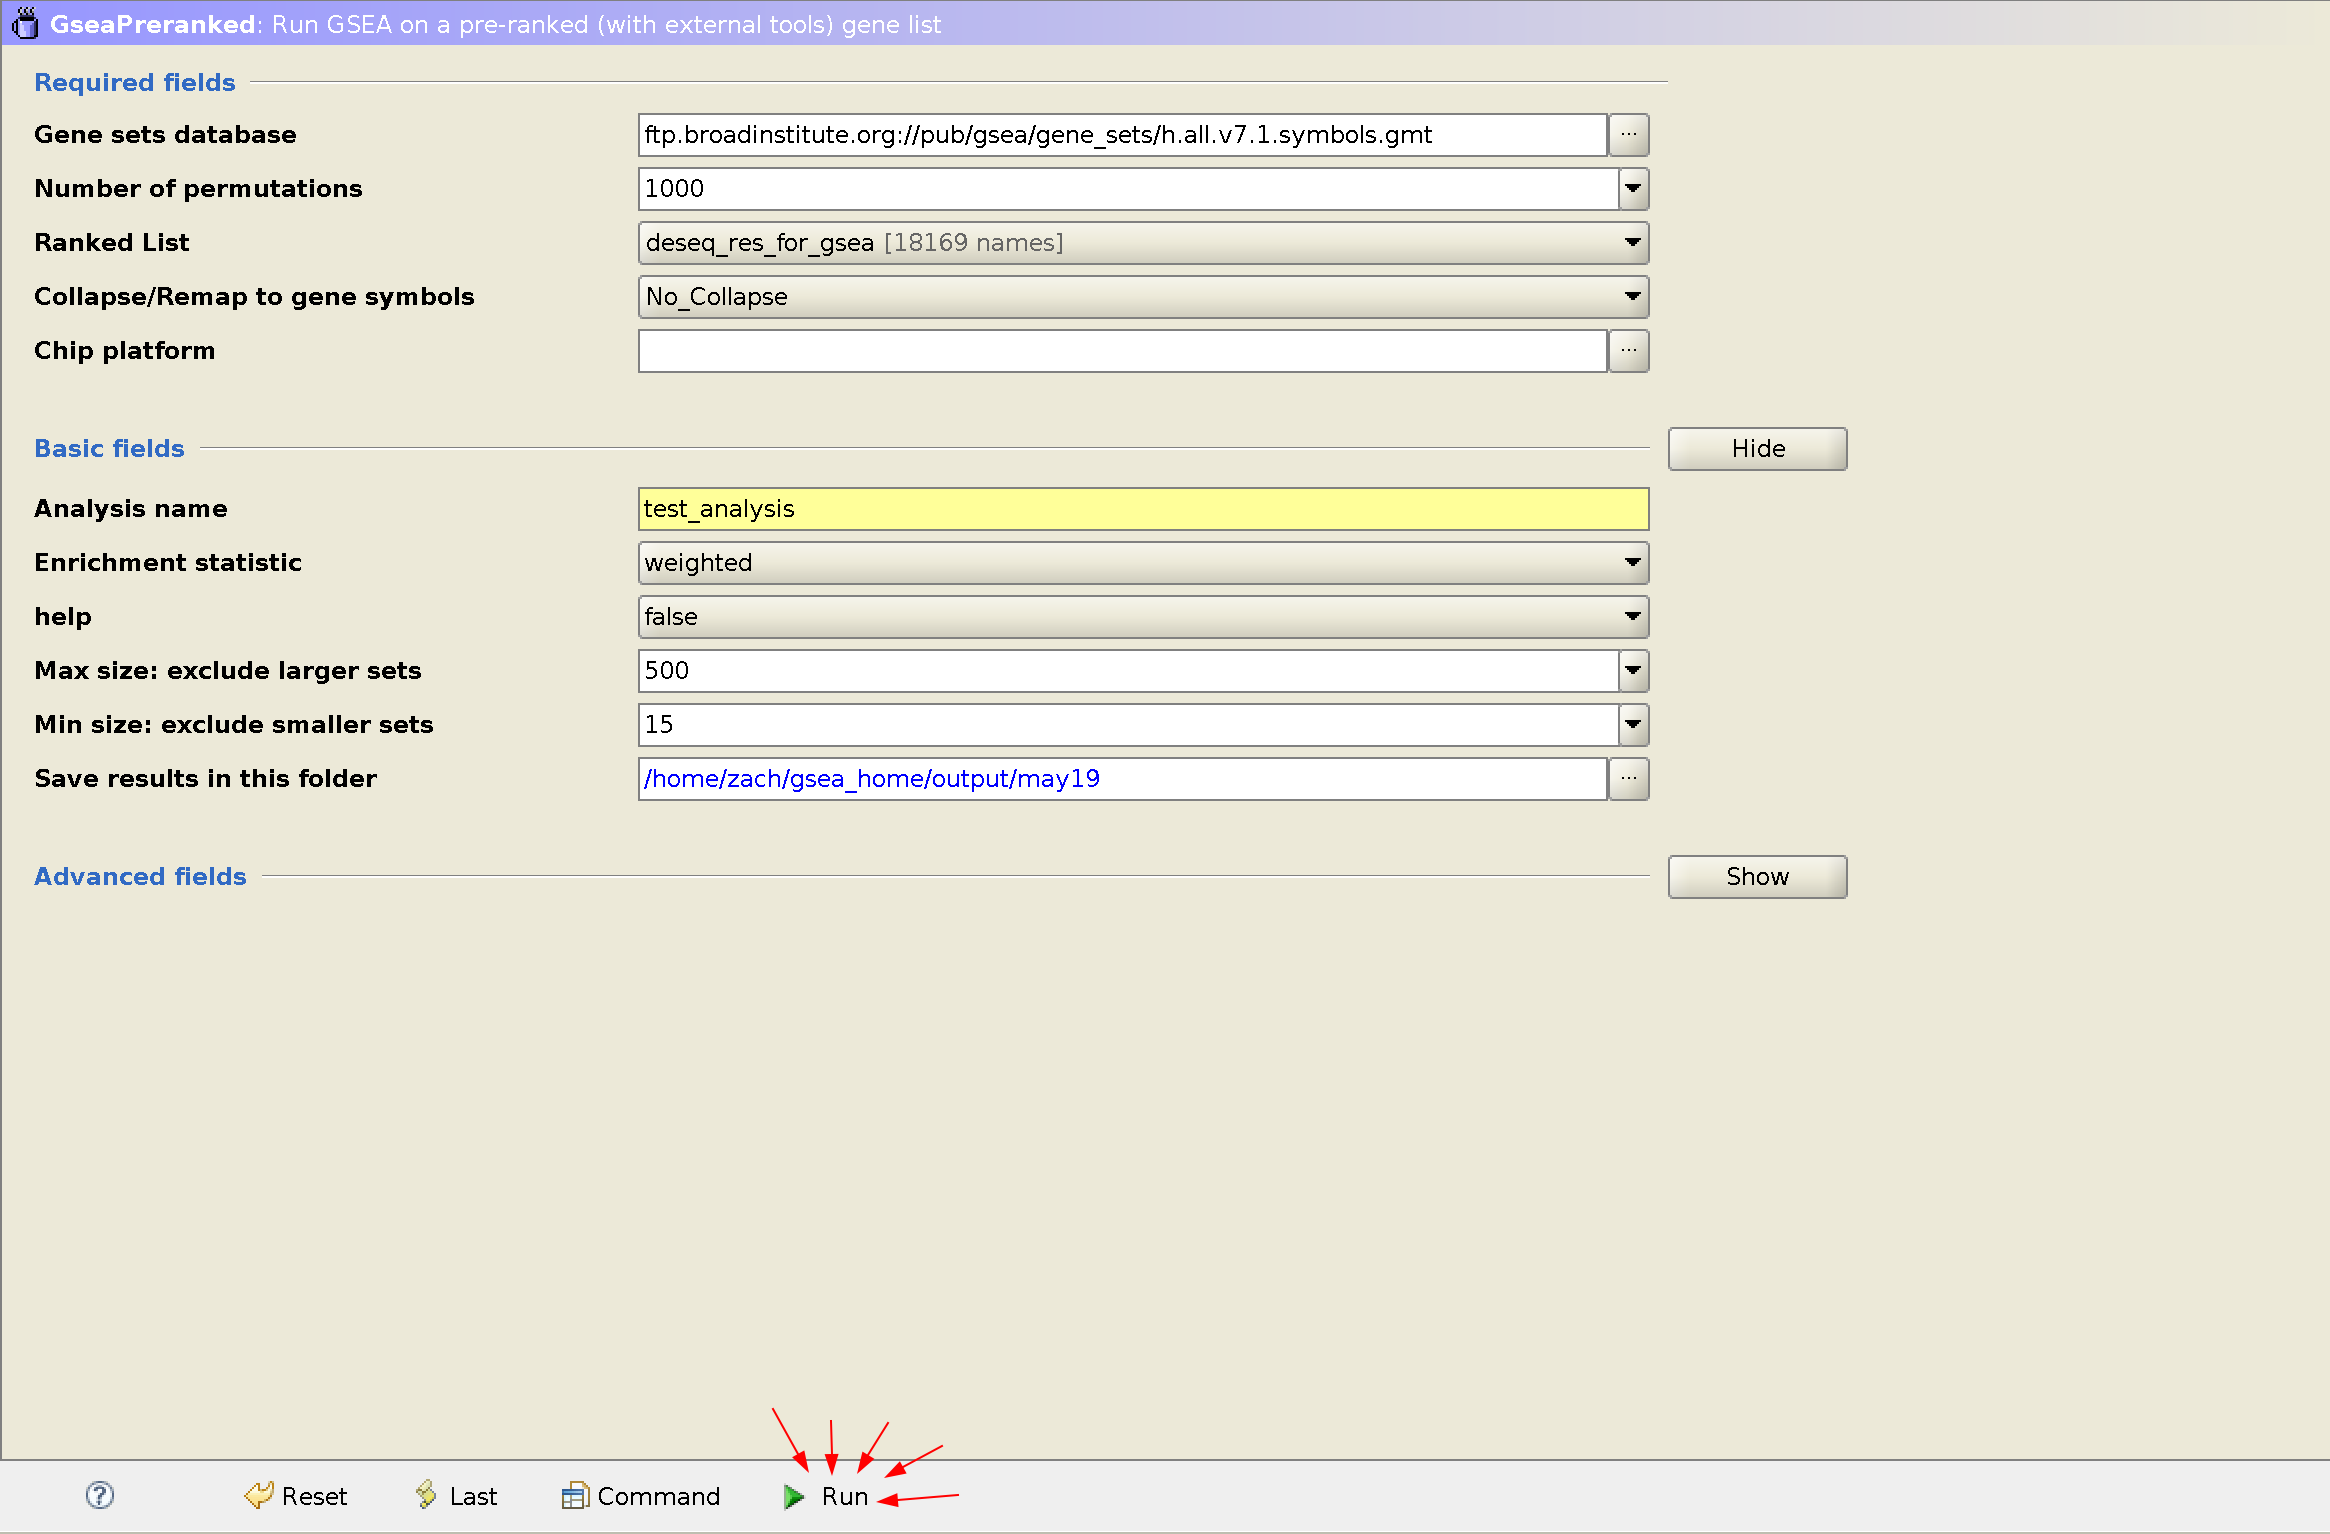 GseaPreranked: Run GSEA on a pre-ranked (with external tools) gene list
Required fields
Gene sets database ftp.broadinstitute.org://pub/gsea/gene_sets/h.all.v7.1.symbols.gmt ...
Number of permutations 1000
Ranked List deseq_res_for_gsea [18169 names]
Collapse/Remap to gene symbols No_Collapse
Chip platform ...
Basic fields Hide
Analysis name test_analysis
Enrichment statistic weighted
help false
Max size: exclude larger sets 500
Min size: exclude smaller sets 15
Save results in this folder /home/zach/gsea_home/output/may19 ...
Advanced fields Show
? Reset Last Command Run